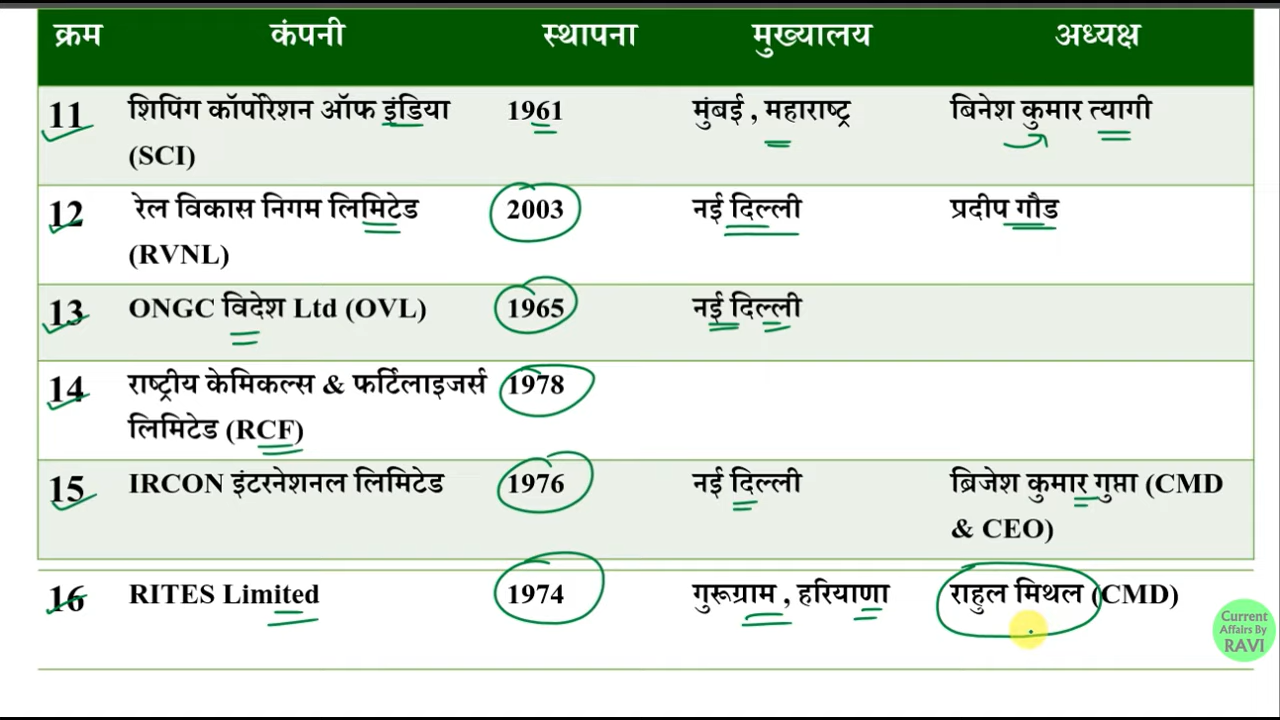 क्रम कंपनी स्थापना मुख्यालय अध्यक्ष
11 शिपिंग कॉर्पोरेशन ऑफ इंडिया 1961 मुंबई , महाराष्ट्र बिनेश कुमार त्यागी
(SCI)
12 रेल विकास निगम लिमिटेड 2003 नई दिल्ली प्रदीप गौड
(RVNL)
13 ONGC विदेश Ltd (OVL) 1965 नई दिल्ली
14 राष्ट्रीय केमिकल्स & फर्टिलाइजर्स 1978
लिमिटेड (RCF)
15 IRCON इंटरनेशनल लिमिटेड 1976 नई दिल्ली ब्रिजेश कुमार गुप्ता (CMD
& CEO)
16 RITES Limited 1974 गुरूग्राम , हरियाणा राहुल मिथल (CMD)
Current
Affairs By
RAVI